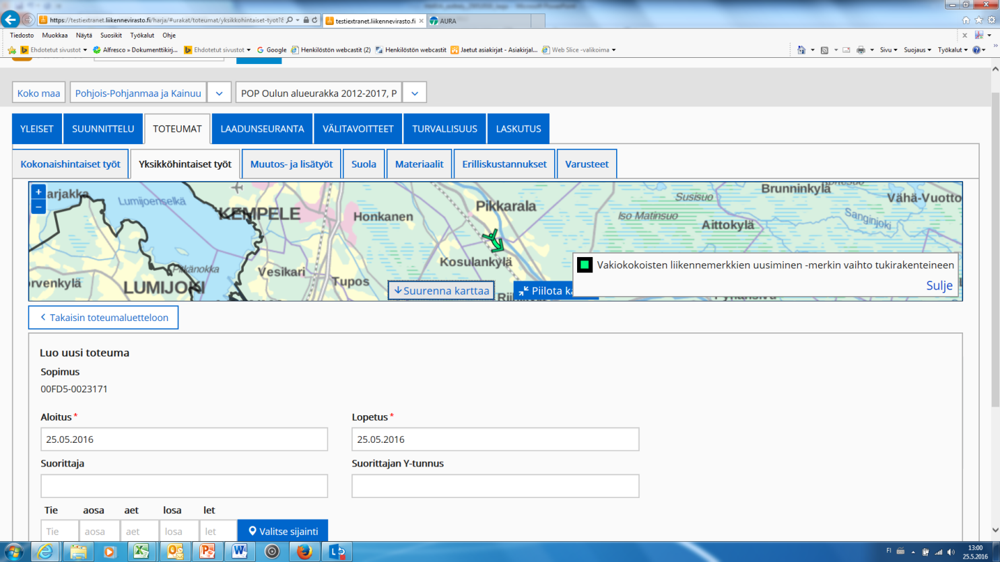 https://testiextranet.liikennevirasto.fi/harja/#urakat/toteumat/yksikkohintaiset-tyot?
testiextranet.liikennevirasto.fi
AURA
Tiedosto Muokkaa Näytä Suosikit Työkalut Ohje
Ehdotetut sivustot Alfresco » Dokumenttikirj... Ehdotetut sivustot Google Henkilöstön webcastit (2) Henkilöstön webcastit Jaetut asiakirjat - Asiakirjal... Web Slice -valikoima Sivu Suojaus Työkalut
Koko maa Pohjois-Pohjanmaa ja Kainuu POP Oulun alueurakka 2012-2017, P
YLEISET SUUNNITTELU TOTEUMAT LAADUNSEURANTA VÄLITAVOITTEET TURVALLISUUS LASKUTUS
Kokonaishintaiset työt Yksikköhintaiset työt Muutos- ja lisätyöt Suola Materiaalit Erilliskustannukset Varusteet
+
−
arjakka
Lumijoenselkä
KEMPELE
Honkanen
Pikkarala
Susisuo
Brunninkylä
Vähä-Vuotto
Iso Matinsuo
Aittokylä
Sanginjoki
Kosulankylä
Vakiokokoisten liikennemerkkien uusiminen -merkin vaihto tukirakenteineen
Sulje
Pitkänokka
Vesikari
rvenkylä
LUMIJOKI
Tupos
Suurenna karttaa
Piilota ka
Takaisin toteumaluetteloon
Luo uusi toteuma
Sopimus
00FD5-0023171
Aloitus * Lopetus *
25.05.2016 25.05.2016
Suorittaja Suorittajan Y-tunnus
Tie aosa aet losa let
Tie aosa aet losa let Valitse sijainti
FI 13:00
25.5.2016